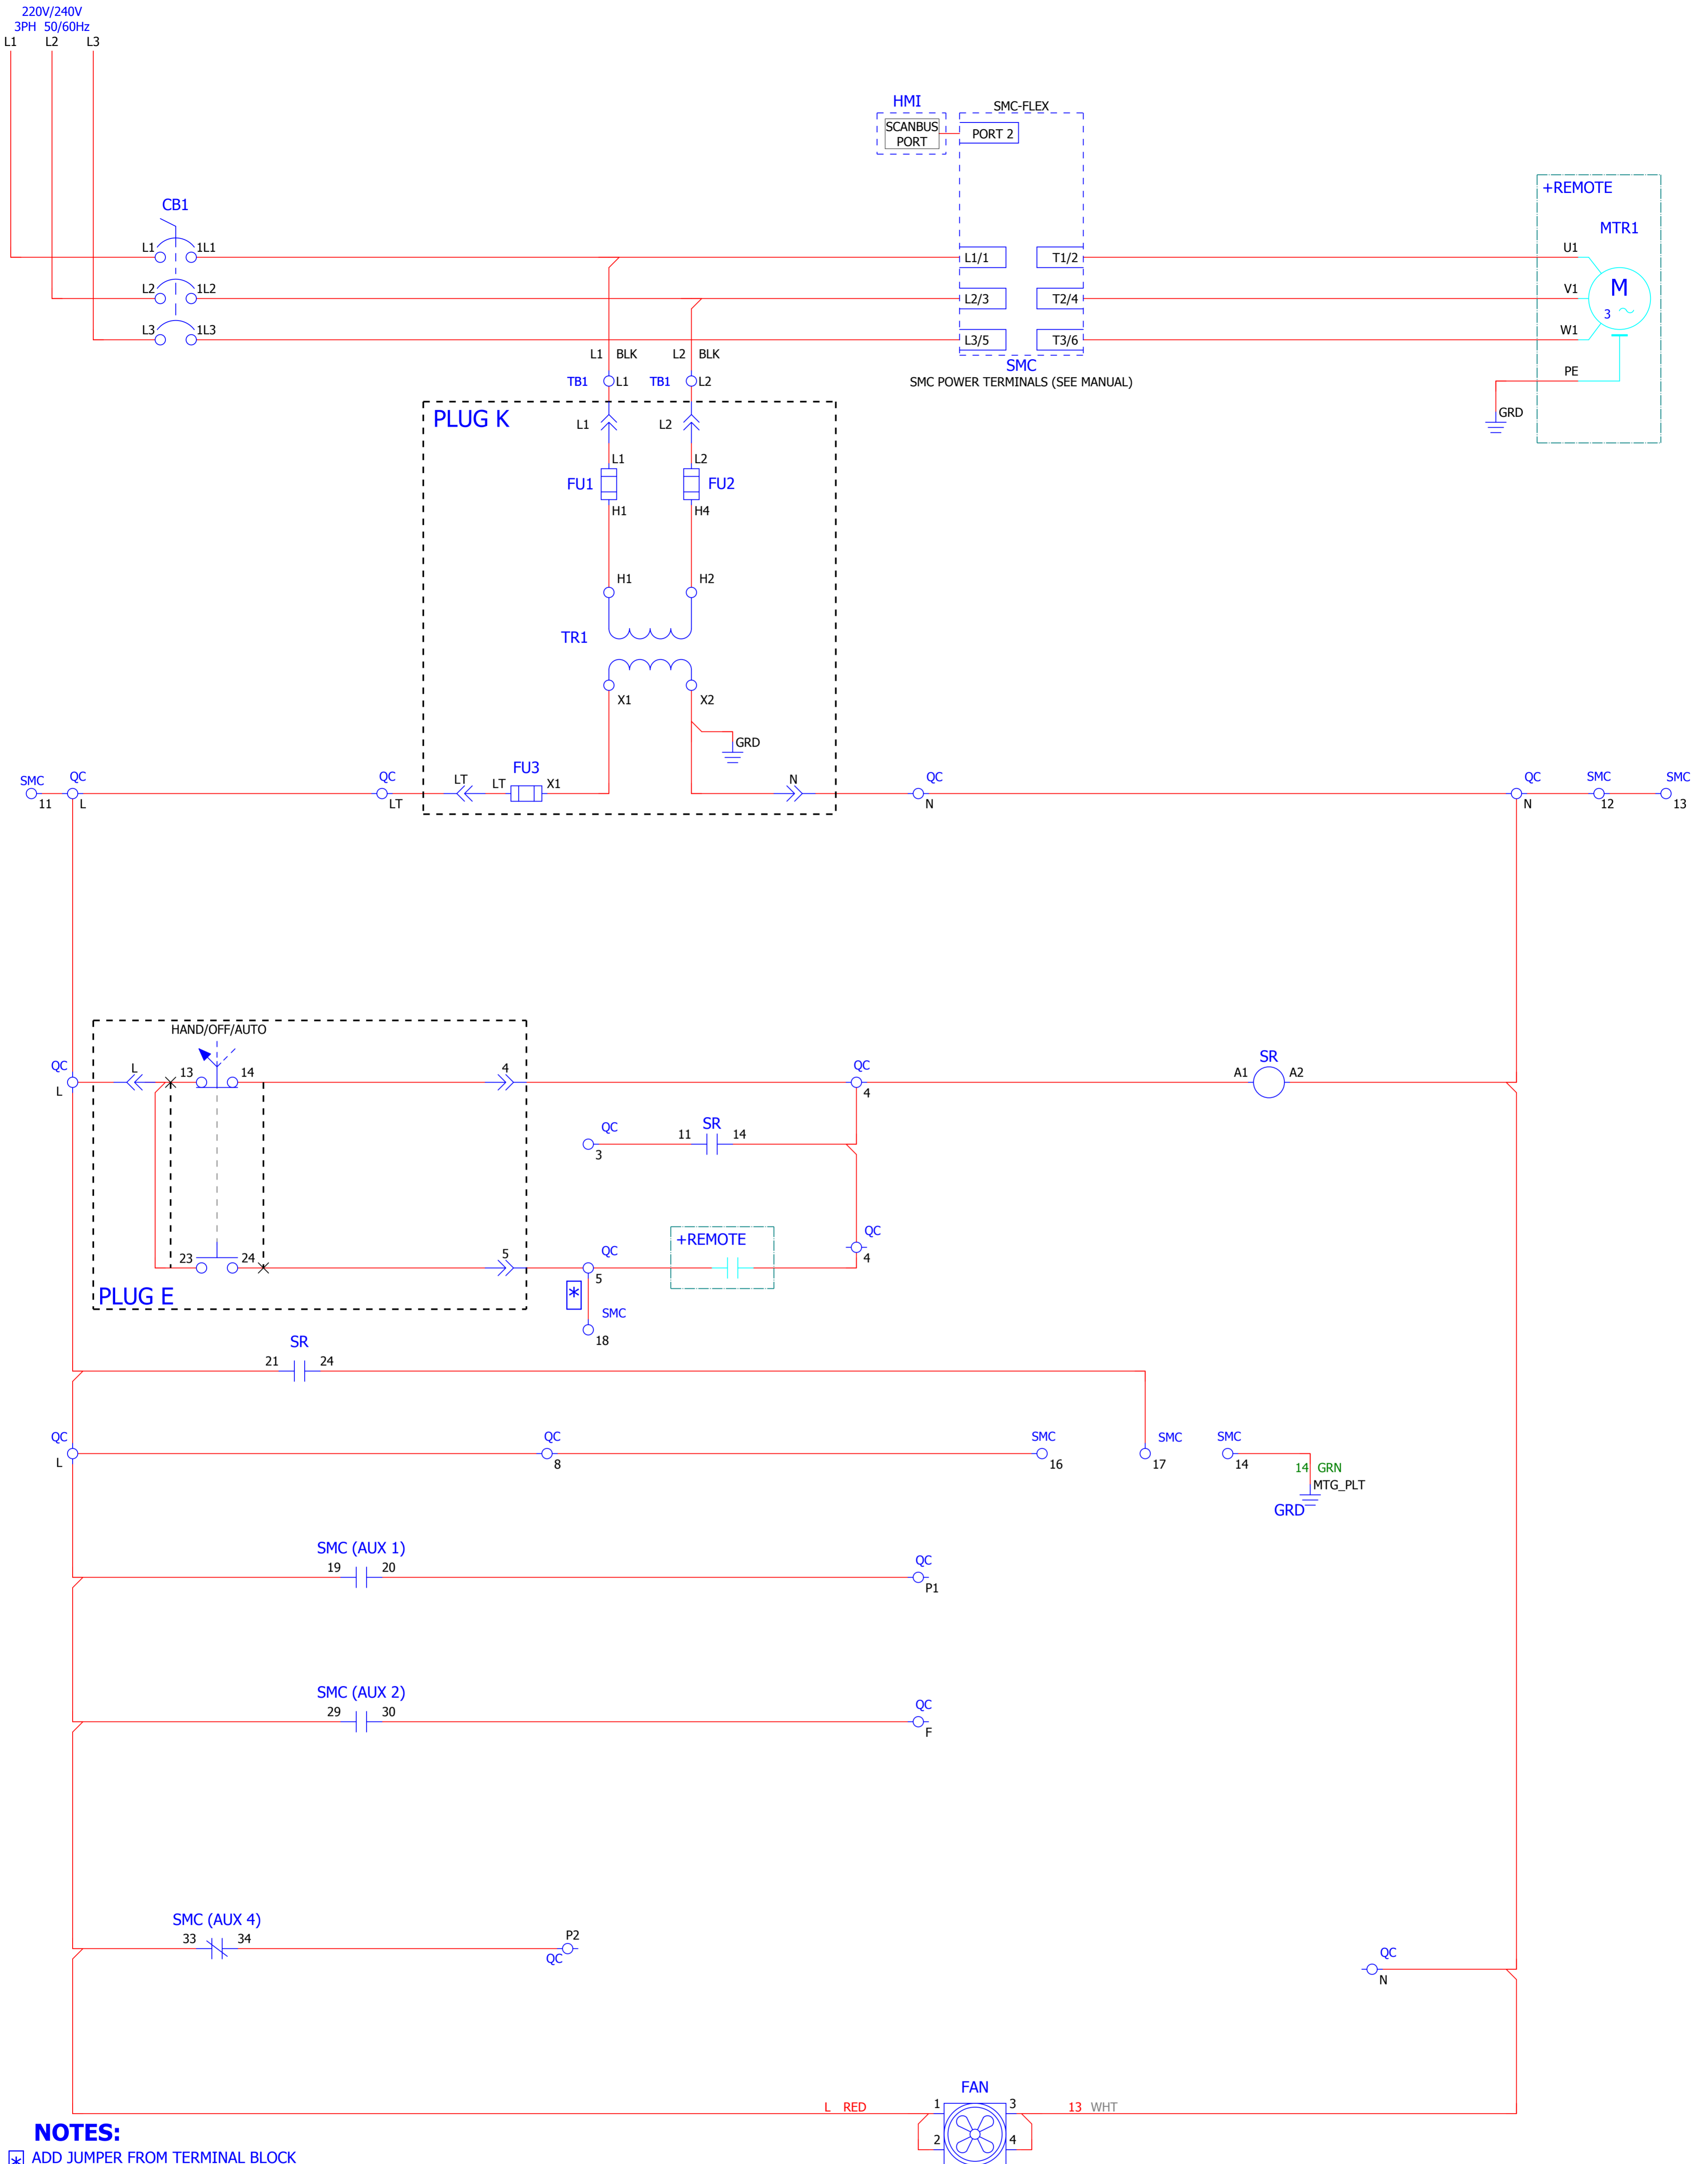 220V/240V
3PH 50/60Hz
L1 L2 L3
HMI
SCANBUS
PORT
SMC-FLEX
PORT 2
+REMOTE
MTR1
CB1
L1 1L1
L2 1L2
L3 1L3
L1/1 T1/2
L2/3 T2/4
L3/5 T3/6
U1
V1
W1
M
3
PE
GRD
SMC
SMC POWER TERMINALS (SEE MANUAL)
L1 BLK L2 BLK
TB1 L1 TB1 L2
PLUG K
L1 L2
L1 L2
FU1 FU2
H1 H4
H1 H2
TR1
X1 X2
GRD
SMC QC QC LT LT FU3 X1 N QC QC SMC SMC
11 L LT N N 12 13
HAND/OFF/AUTO
QC L 13 14 4 QC A1 SR A2
L 4
QC 11 SR 14
3
+REMOTE
QC
4
23 24 5 QC
5
PLUG E
*
SMC
18
SR
21 24
QC QC SMC SMC SMC
L 8 16 17 14
14 GRN
MTG_PLT
GRD
SMC (AUX 1)
19 20 QC
P1
SMC (AUX 2)
29 30 QC
F
SMC (AUX 4)
33 34 P2
QC
QC
N
FAN
L RED 1 3 13 WHT
2 4
NOTES:
* ADD JUMPER FROM TERMINAL BLOCK